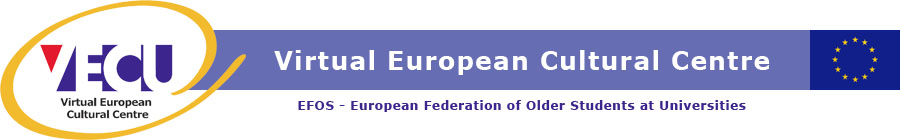 VECU
Virtual European
Cultural Centre
Virtual European Cultural Centre
EFOS - European Federation of Older Students at Universities